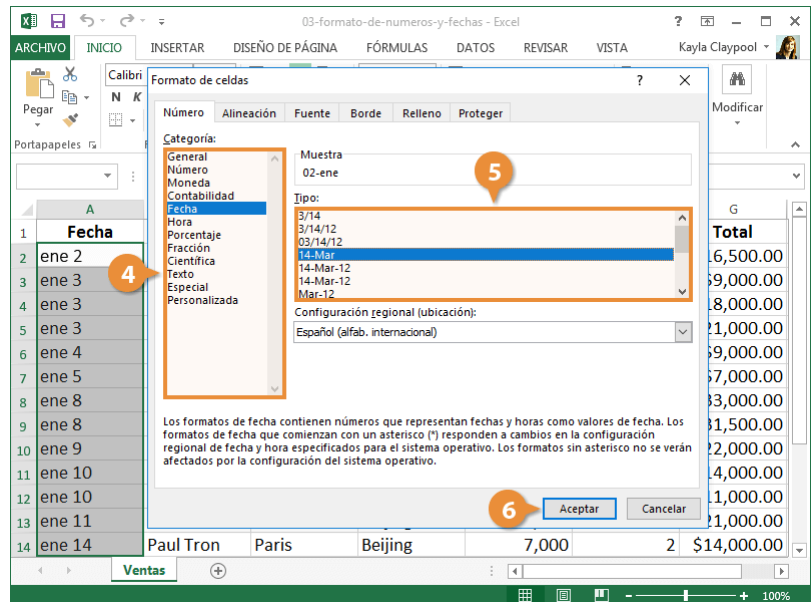 03-formato-de-numeros-y-fechas - Excel
ARCHIVO INICIO INSERTAR DISEÑO DE PÁGINA FÓRMULAS DATOS REVISAR VISTA Kayla Claypool
Pegar
Calibri
N K
Modificar
Portapapeles
Formato de celdas
Número Alineación Fuente Borde Relleno Proteger
Categoría:
General
Número
Moneda
Contabilidad
Fecha
Hora
Porcentaje
Fracción
Científica
Texto
Especial
Personalizada
4
Muestra
02-ene
5
Tipo:
3/14
3/14/12
03/14/12
14-Mar
14-Mar-12
14-Mar-12
Mar-12
Configuración regional (ubicación):
Español (alfab. internacional)
Los formatos de fecha contienen números que representan fechas y horas como valores de fecha. Los
formatos de fecha que comienzan con un asterisco (*) responden a cambios en la configuración
regional de fecha y hora especificados para el sistema operativo. Los formatos sin asterisco no se verán
afectados por la configuración del sistema operativo.
6
Aceptar Cancelar
A G
1 Fecha Total
2 ene 2 16,500.00
3 ene 3 9,000.00
4 ene 3 8,000.00
5 ene 3 21,000.00
6 ene 4 9,000.00
7 ene 5 7,000.00
8 ene 8 33,000.00
9 ene 8 31,500.00
10 ene 9 22,000.00
11 ene 10 14,000.00
12 ene 10 11,000.00
13 ene 11 21,000.00
14 ene 14 Paul Tron Paris Beijing 7,000 2 $14,000.00
Ventas
100%